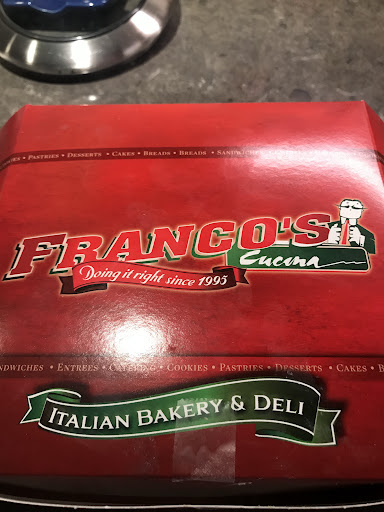 • PASTRIES • DESSERTS • CAKES • BREADS • BREADS •
FRANCO'S
Cucina
Doing it right since 1995
• ENTREES • CATERING • COOKIES • PASTRIES • DESSERTS • CAKES •
ITALIAN BAKERY & DELI